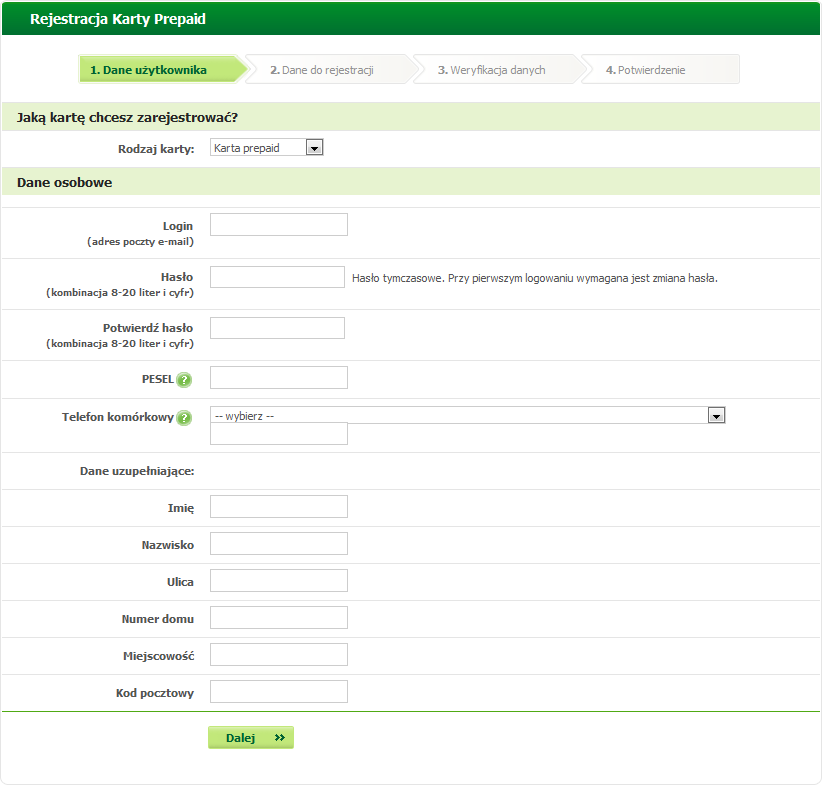 Rejestracja Karty Prepaid
1. Dane użytkownika 2. Dane do rejestracji 3. Weryfikacja danych 4. Potwierdzenie
Jaką kartę chcesz zarejestrować?
Rodzaj karty: Karta prepaid
Dane osobowe
Login
(adres poczty e-mail)
Hasło
(kombinacja 8-20 liter i cyfr) Hasło tymczasowe. Przy pierwszym logowaniu wymagana jest zmiana hasła.
Potwierdź hasło
(kombinacja 8-20 liter i cyfr)
PESEL ?
Telefon komórkowy ? -- wybierz --
Dane uzupełniające:
Imię
Nazwisko
Ulica
Numer domu
Miejscowość
Kod pocztowy
Dalej >>